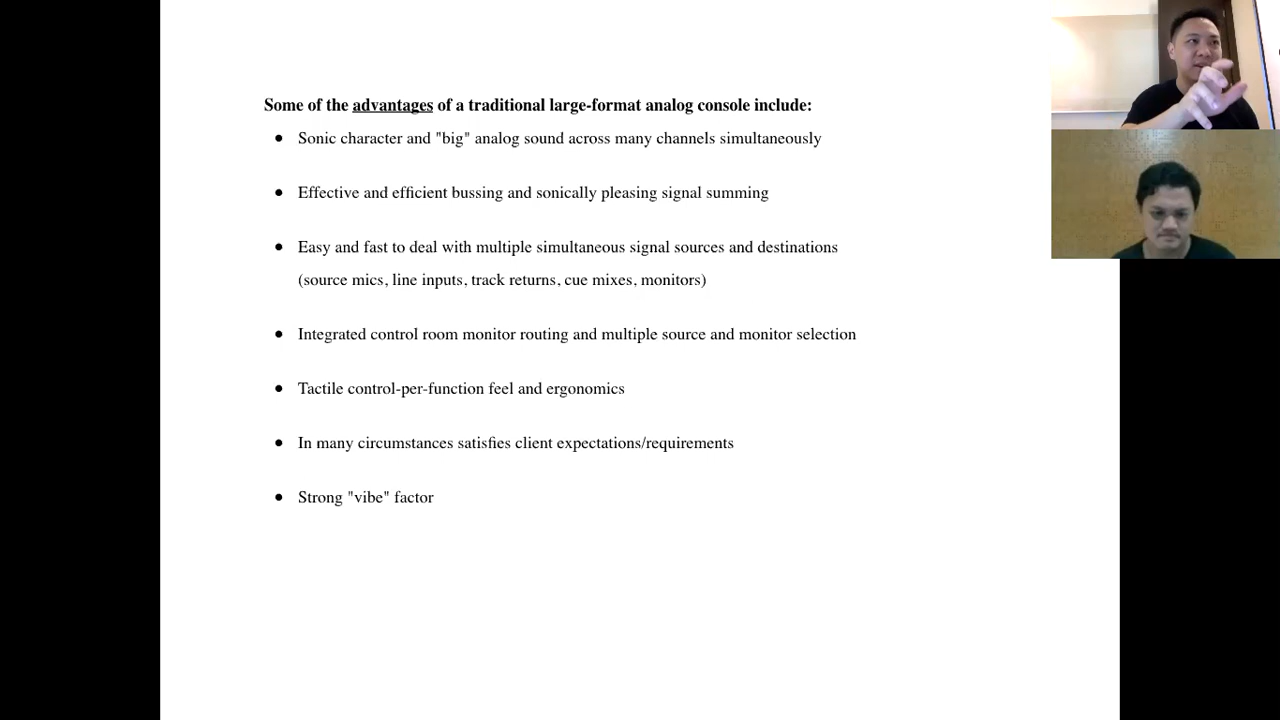 Some of the advantages of a traditional large-format analog console include:
● Sonic character and "big" analog sound across many channels simultaneously
● Effective and efficient bussing and sonically pleasing signal summing
● Easy and fast to deal with multiple simultaneous signal sources and destinations
(source mics, line inputs, track returns, cue mixes, monitors)
● Integrated control room monitor routing and multiple source and monitor selection
● Tactile control-per-function feel and ergonomics
● In many circumstances satisfies client expectations/requirements
● Strong "vibe" factor